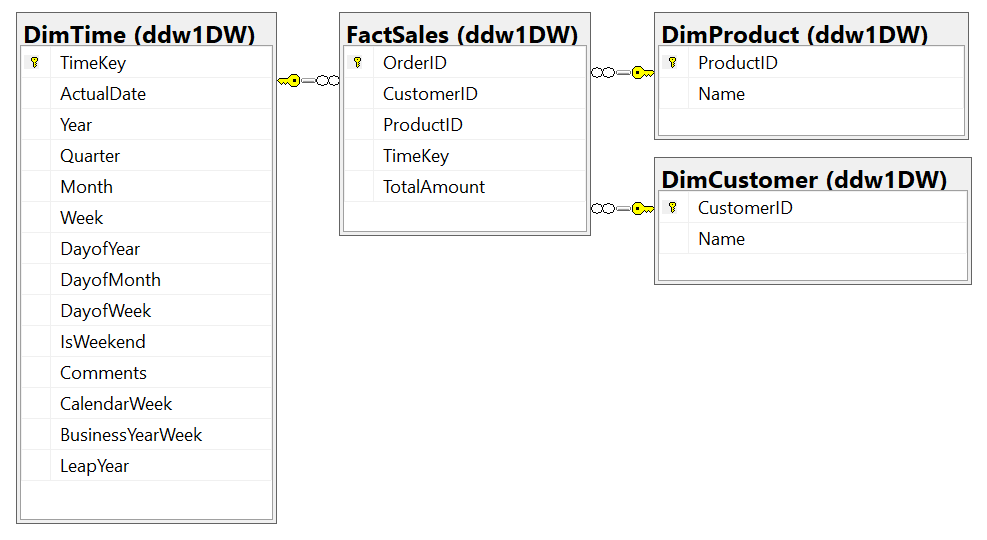 DimTime (ddw1DW)
TimeKey
ActualDate
Year
Quarter
Month
Week
DayofYear
DayofMonth
DayofWeek
IsWeekend
Comments
CalendarWeek
BusinessYearWeek
LeapYear
FactSales (ddw1DW)
OrderID
CustomerID
ProductID
TimeKey
TotalAmount
DimProduct (ddw1DW)
ProductID
Name
DimCustomer (ddw1DW)
CustomerID
Name